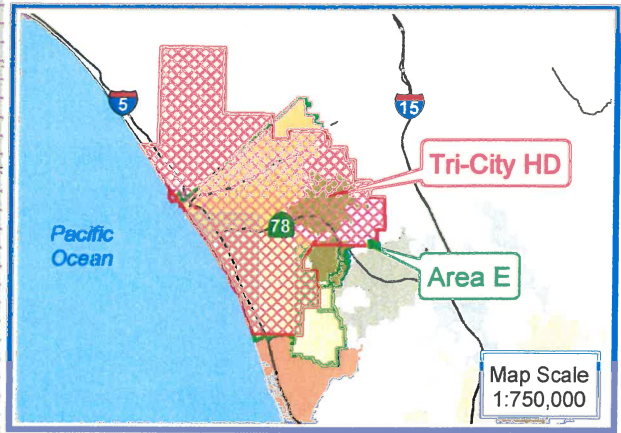 5
15
Tri-City HD
78
Pacific
Ocean
Area E
Map Scale
1:750,000